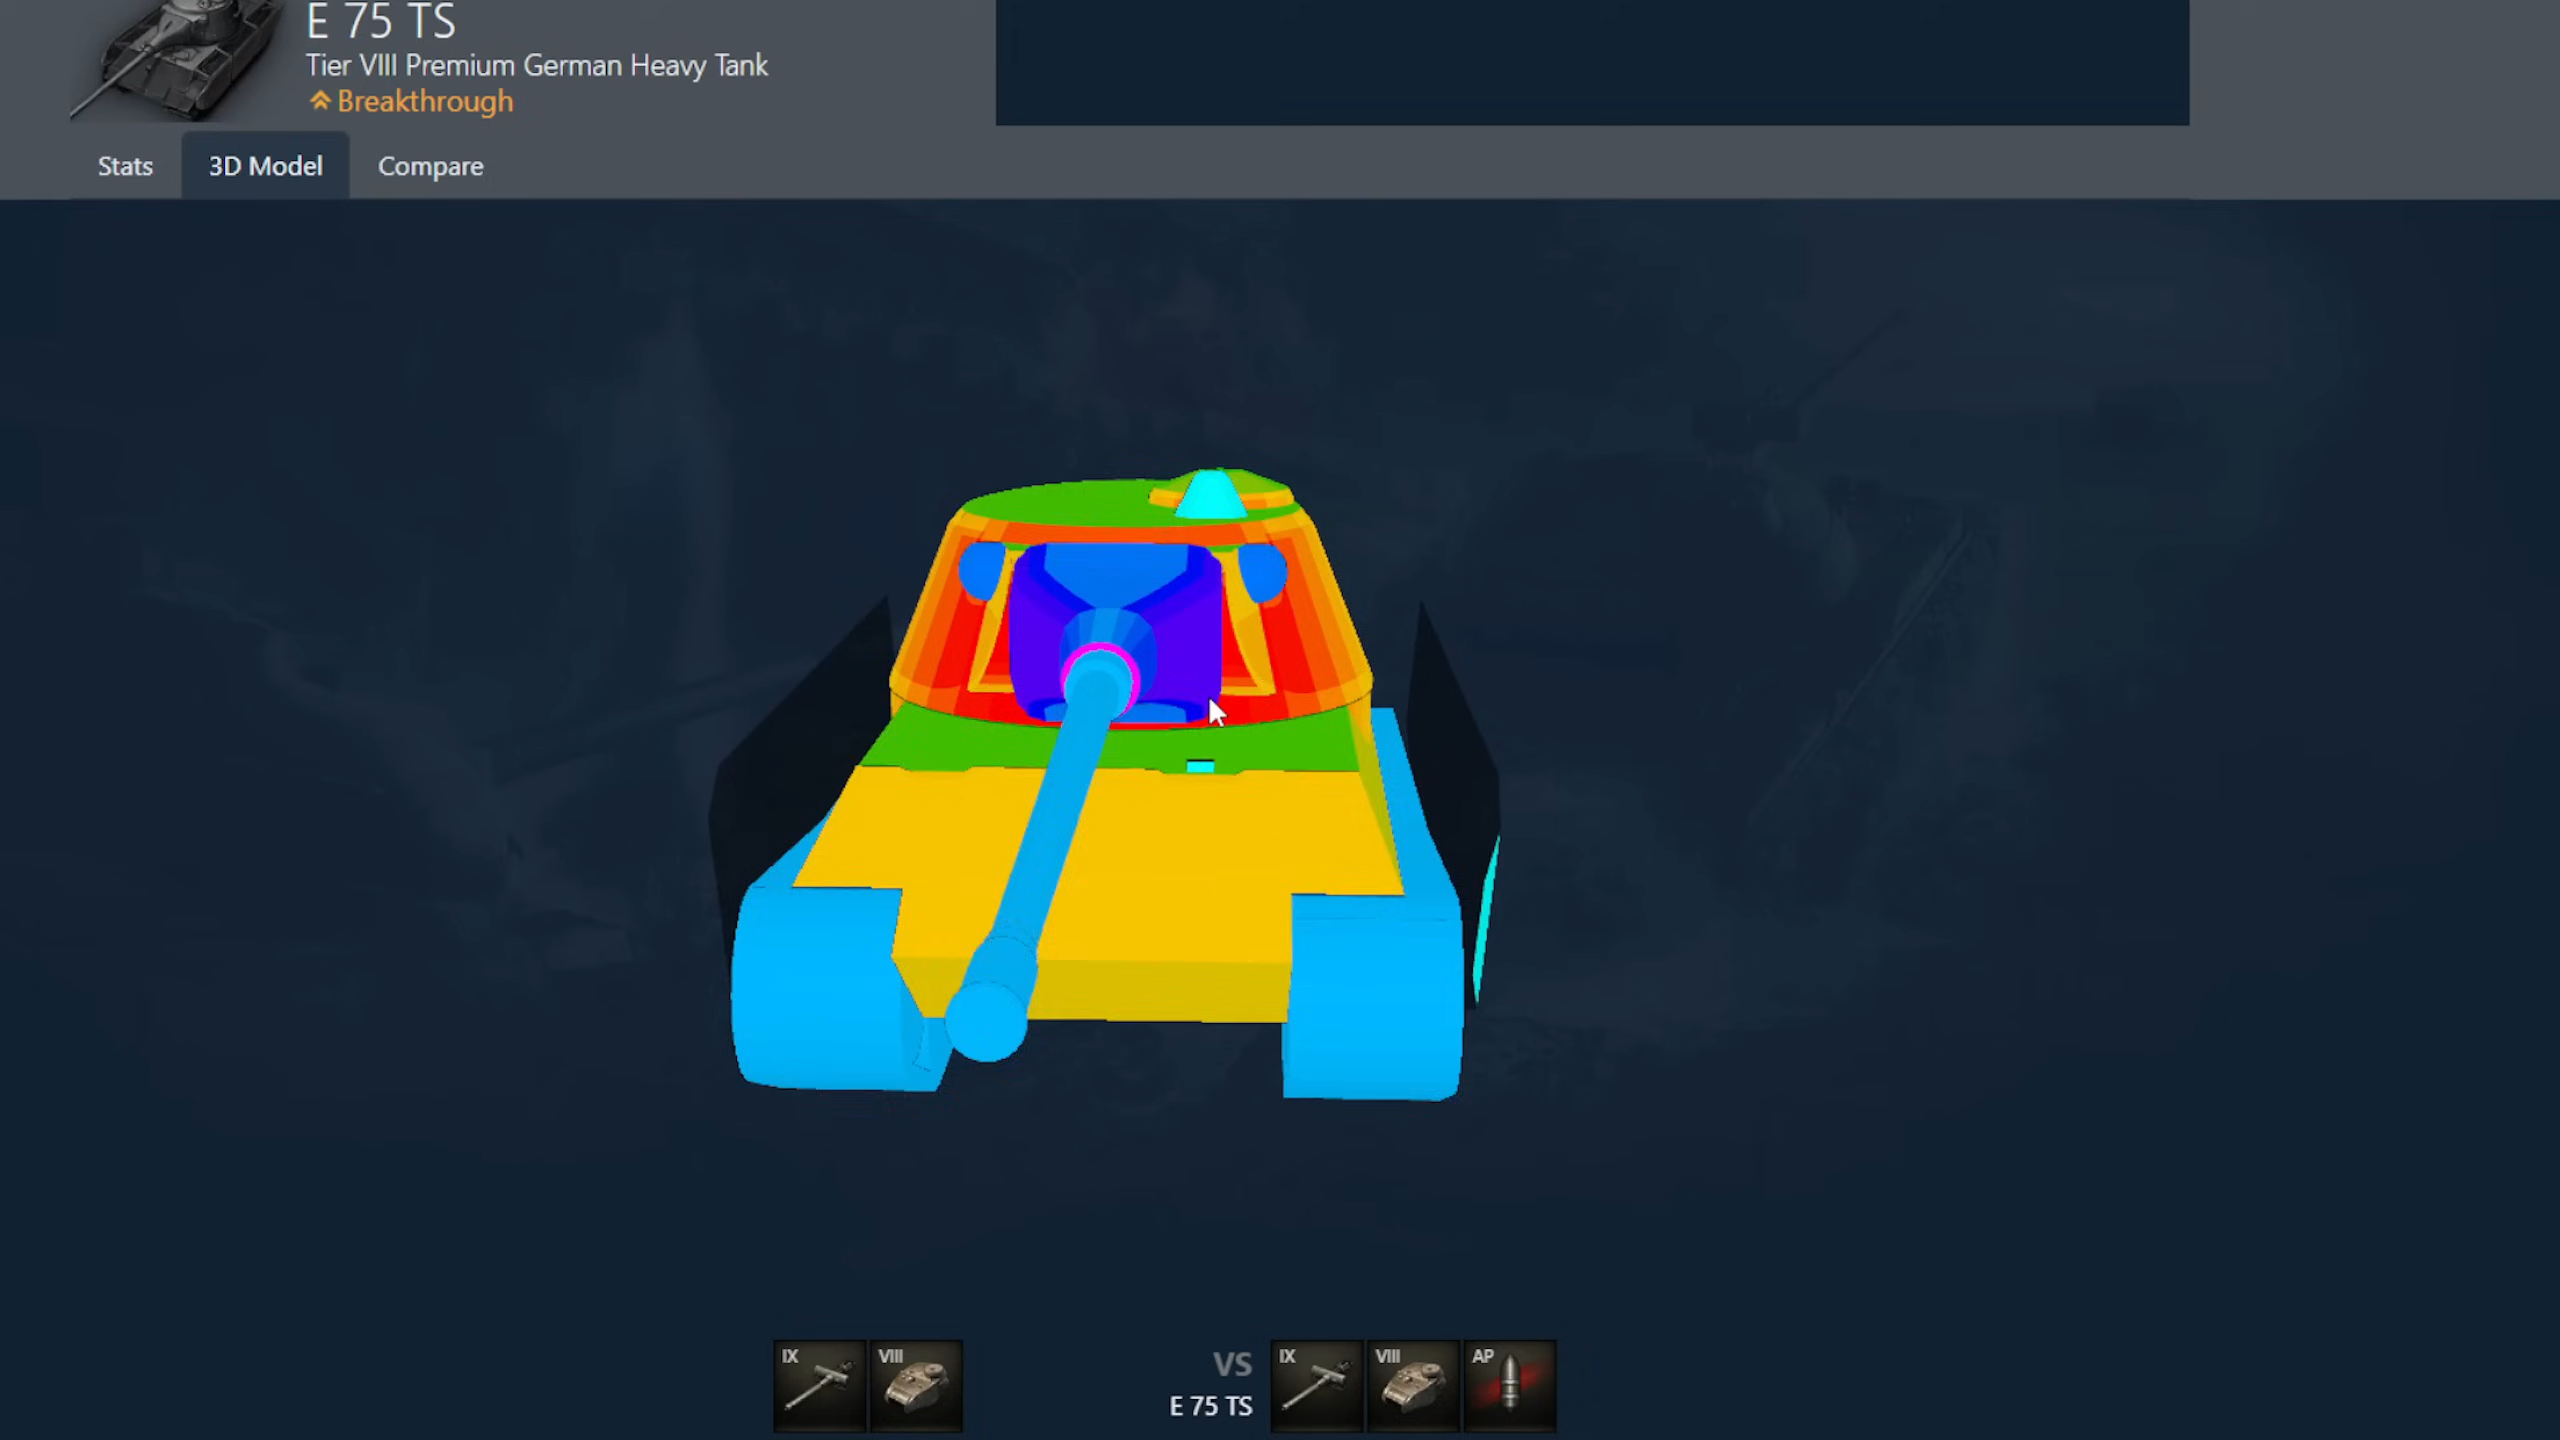 E 75 TS
Tier VIII Premium German Heavy Tank
Breakthrough
Stats 3D Model Compare
IX VIII VS IX VIII AP
E 75 TS